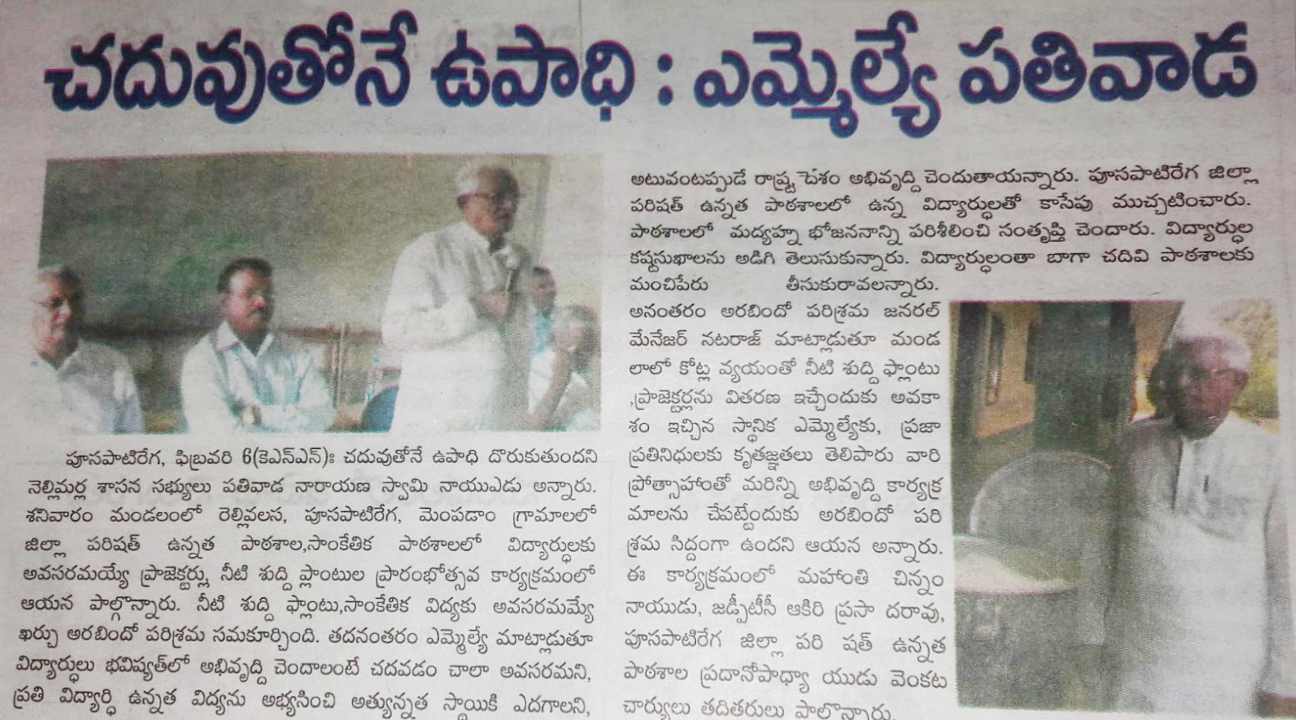 చదువుతోనే ఉపాధి : ఎమ్మెల్యే పతివాడ
పూసపాటిరేగ, ఫిబ్రవరి 6(కెఎన్ఎన్)ః చదువుతోనే ఉపాధి దొరుకుతుందని
నెల్లిమర్ల శాసన సభ్యులు పతివాడ నారాయణ స్వామి నాయుఎడు అన్నారు.
శనివారం మండలంలో రెల్లివలస, పూసపాటిరేగ, మెంపడాం గ్రామాలలో
జిల్లా పరిషత్ ఉన్నత పాఠశాల,సాంకేతిక పాఠశాలలో విద్యార్ధులకు
అవసరమయ్యే ప్రాజెక్టర్లు, నీటి శుద్ది ప్లాంటుల ప్రారంభోత్సవ కార్యక్రమంలో
ఆయన పాల్గొన్నారు. నీటి శుద్ది ప్లాంటు,సాంకేతిక విద్యకు అవసరమమ్యే
ఖర్చు అరబిందో పరిశ్రమ సమకూర్చింది. తదనంతరం ఎమ్మెల్యే మాట్లాడుతూ
విద్యార్ధులు భవిష్యత్‌లో అభివృద్ది చెందాలంటే చదవడం చాలా అవసరమని,
ప్రతి విద్యార్ధి ఉన్నత విద్యను అభ్యసించి అత్యున్నత స్థాయికి ఎదగాలని,
అటువంటప్పుడే రాష్ట్ర దేశం అభివృద్ది చెందుతాయన్నారు. పూసపాటిరేగ జిల్లా
పరిషత్ ఉన్నత పాఠశాలలో ఉన్న విద్యార్ధులతో కాసేపు ముచ్చటించారు.
పాఠశాలలో మద్యహ్న భోజననాన్ని పరిశీలించి సంతృప్తి చెందారు. విద్యార్ధుల
కష్టసుఖాలను అడిగి తెలుసుకున్నారు. విద్యార్ధులంతా బాగా చదివి పాఠశాలకు
మంచిపేరు తీసుకురావలన్నారు.
అనంతరం అరబిందో పరిశ్రమ జనరల్
మేనేజర్ నటరాజ్ మాట్లాడుతూ మండ
లాలో కోట్ల వ్యయంతో నీటి శుద్ది ప్లాంటు
,ప్రాజెక్టర్లను వితరణ ఇచ్చేందుకు అవకా
శం ఇచ్చిన స్థానిక ఎమ్మెల్యేకు, ప్రజా
ప్రతినిధులకు కృతజ్ఞతలు తెలిపారు వారి
ప్రోత్సాహంతో మరిన్ని అభివృద్ది కార్యక్ర
మాలను చేపట్టేందుకు అరబిందో పరి
శ్రమ సిద్దంగా ఉందని ఆయన అన్నారు.
ఈ కార్యక్రమంలో మహంతి చిన్నం
నాయుడు, జడ్పీటీసీ ఆకిరి ప్రసా దరావు,
పూసపాటిరేగ జిల్లా పరి షత్ ఉన్నత
పాఠశాల ప్రదానోపాధ్యా యుడు వెంకట
చార్యులు తదితరులు పాల్గొన్నారు.